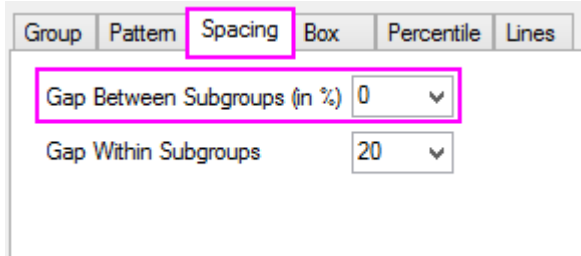 Group Pattern Spacing Box Percentile Lines
Gap Between Subgroups (in %) 0
Gap Within Subgroups 20